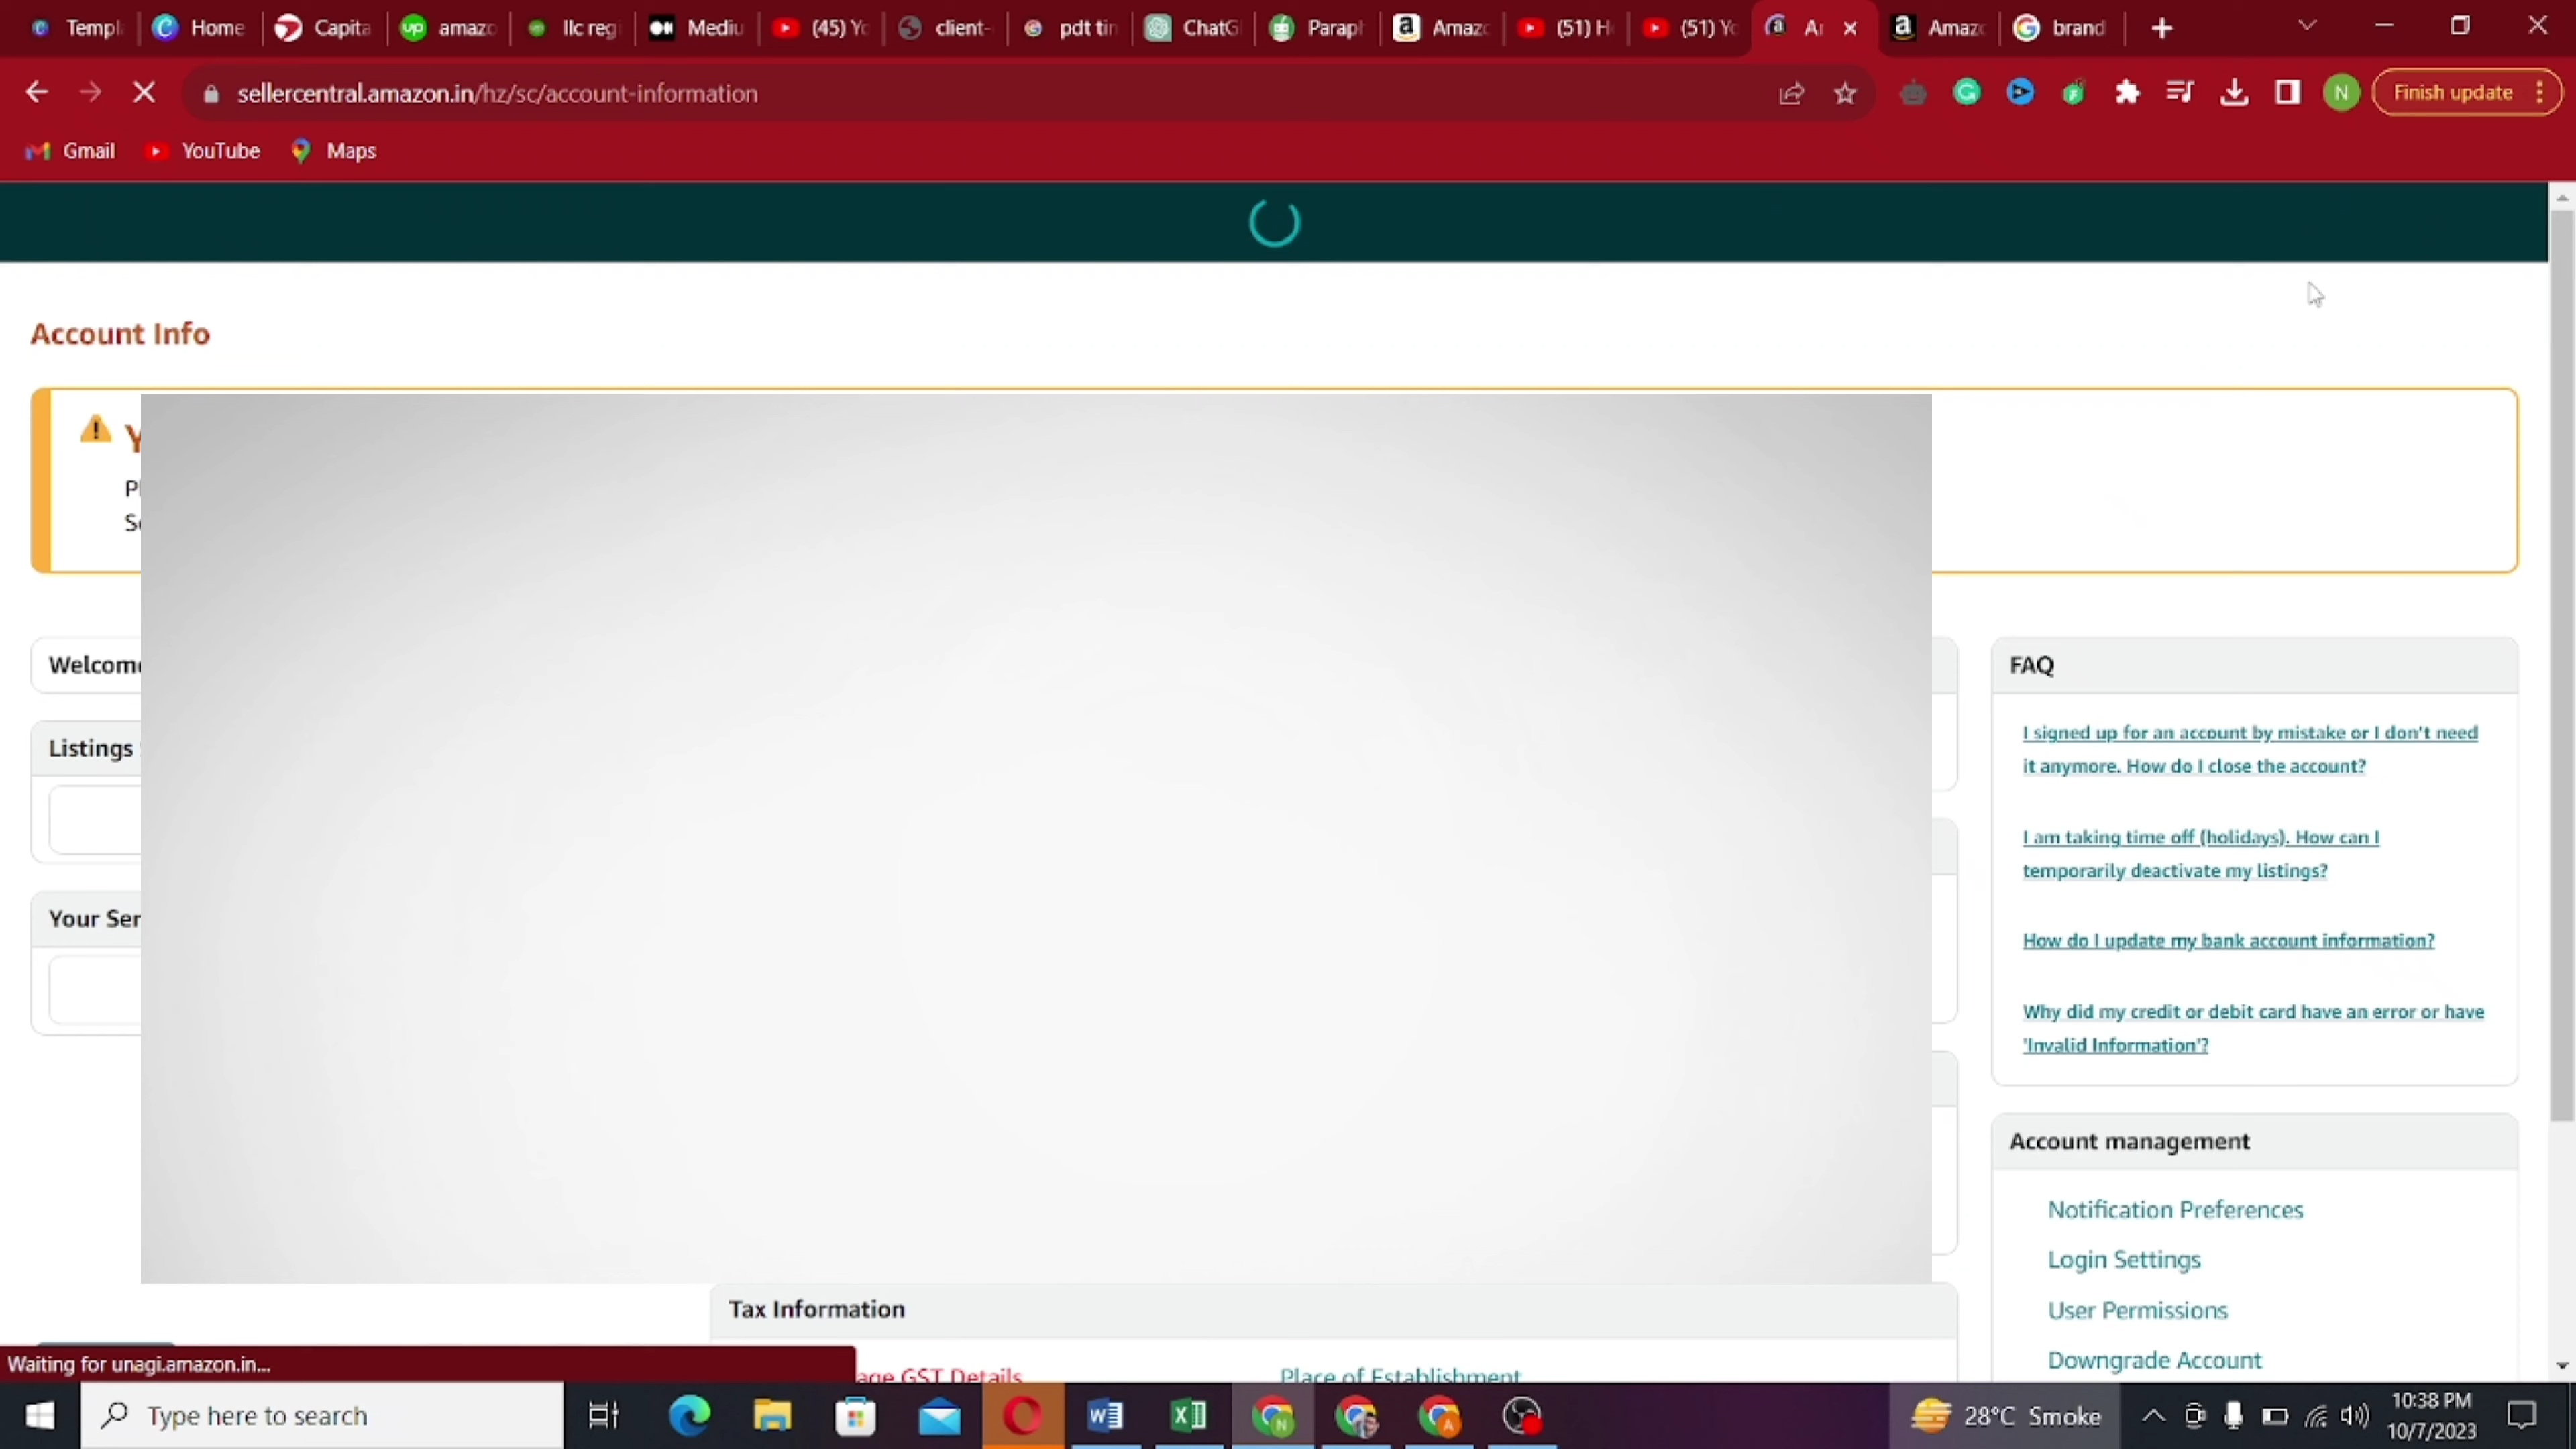 Templ
Home
Capita
amazo
llc regi
Mediu
(45) Yo
client-
pdt tin
ChatG
Parapl
Amazo
(51) H
(51) Yo
Ar
Amazo
brand
sellercentral.amazon.in/hz/sc/account-information
Finish update
Gmail
YouTube
Maps
Account Info
Welcome
Listings
Your Ser
FAQ
I signed up for an account by mistake or I don't need
it anymore. How do I close the account?
I am taking time off (holidays). How can I
temporarily deactivate my listings?
How do I update my bank account information?
Why did my credit or debit card have an error or have
'Invalid Information'?
Account management
Notification Preferences
Login Settings
User Permissions
Downgrade Account
Tax Information
age GST Details
Place of Establishment
Waiting for unagi.amazon.in...
Type here to search
28°C Smoke
10:38 PM
10/7/2023